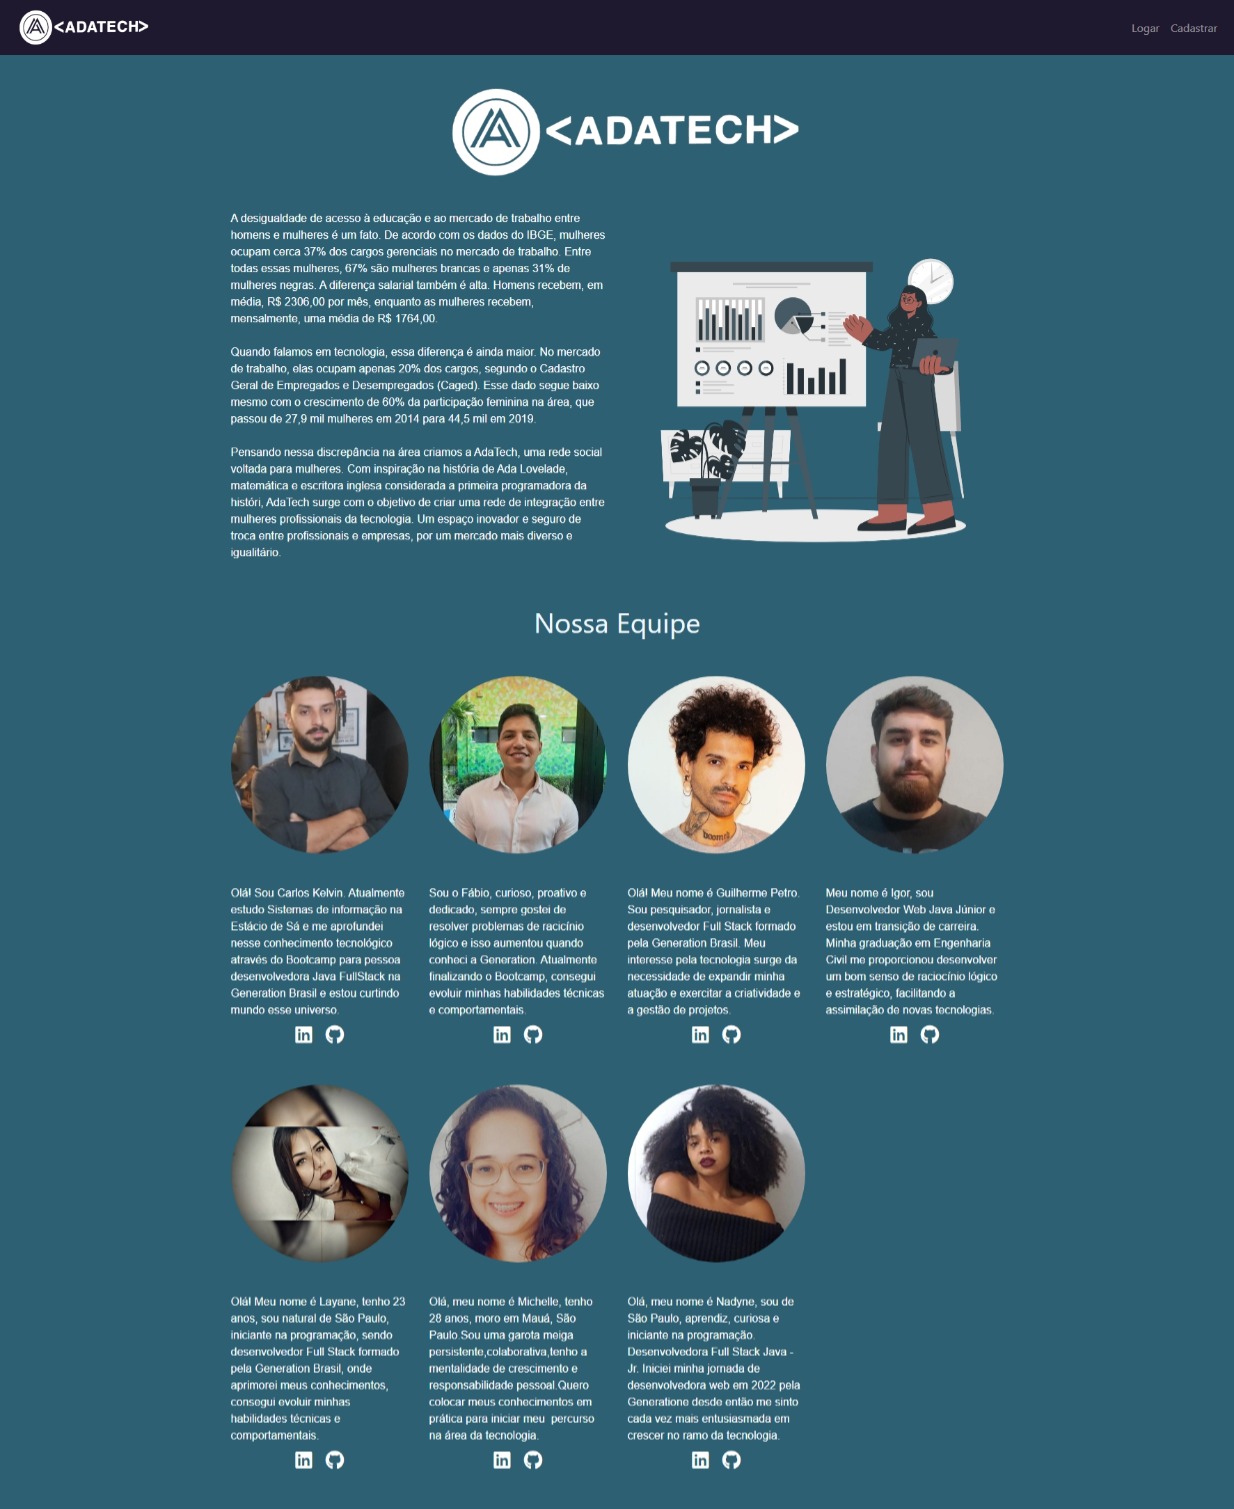 <ADATECH>
Logar Cadastrar
<ADATECH>
A desigualdade de acesso à educação e ao mercado de trabalho entre
homens e mulheres é um fato. De acordo com os dados do IBGE, mulheres
ocupam cerca 37% dos cargos gerenciais no mercado de trabalho. Entre
todas essas mulheres, 67% são mulheres brancas e apenas 31% de
mulheres negras. A diferença salarial também é alta. Homens recebem, em
média, R$ 2306,00 por mês, enquanto as mulheres recebem,
mensalmente, uma média de R$ 1764,00.
Quando falamos em tecnologia, essa diferença é ainda maior. No mercado
de trabalho, elas ocupam apenas 20% dos cargos, segundo o Cadastro
Geral de Empregados e Desempregados (Caged). Esse dado segue baixo
mesmo com o crescimento de 60% da participação feminina na área, que
passou de 27,9 mil mulheres em 2014 para 44,5 mil em 2019.
Pensando nessa discrepância na área criamos a AdaTech, uma rede social
voltada para mulheres. Com inspiração na história de Ada Lovelade,
matemática e escritora inglesa considerada a primeira programadora da
históri, AdaTech surge com o objetivo de criar uma rede de integração entre
mulheres profissionais da tecnologia. Um espaço inovador e seguro de
troca entre profissionais e empresas, por um mercado mais diverso e
igualitário.
Nossa Equipe
boom
Olá! Sou Carlos Kelvin. Atualmente
estudo Sistemas de informação na
Estácio de Sá e me aprofundei
nesse conhecimento tecnológico
através do Bootcamp para pessoa
desenvolvedora Java FullStack na
Generation Brasil e estou curtindo
mundo esse universo.
Sou o Fábio, curioso, proativo e
dedicado, sempre gostei de
resolver problemas de racicínio
lógico e isso aumentou quando
conheci a Generation. Atualmente
finalizando o Bootcamp, consegui
evoluir minhas habilidades técnicas
e comportamentais.
Olá! Meu nome é Guilherme Petro.
Sou pesquisador, jornalista e
desenvolvedor Full Stack formado
pela Generation Brasil. Meu
interesse pela tecnologia surge da
necessidade de expandir minha
atuação e exercitar a criatividade e
a gestão de projetos.
Meu nome é Igor, sou
Desenvolvedor Web Java Júnior e
estou em transição de carreira.
Minha graduação em Engenharia
Civil me proporcionou desenvolver
um bom senso de raciocínio lógico
e estratégico, facilitando a
assimilação de novas tecnologias.
in
in
in
in
Olá! Meu nome é Layane, tenho 23
anos, sou natural de São Paulo,
iniciante na programação, sendo
desenvolvedor Full Stack formado
pela Generation Brasil, onde
aprimorei meus conhecimentos,
consegui evoluir minhas
habilidades técnicas e
comportamentais.
Olá, meu nome é Michelle, tenho
28 anos, moro em Mauá, São
Paulo.Sou uma garota meiga
persistente,colaborativa,tenho a
mentalidade de crescimento e
responsabilidade pessoal.Quero
colocar meus conhecimentos em
prática para iniciar meu percurso
na área da tecnologia.
Olá, meu nome é Nadyne, sou de
São Paulo, aprendiz, curiosa e
iniciante na programação.
Desenvolvedora Full Stack Java -
Jr. Iniciei minha jornada de
desenvolvedora web em 2022 pela
Generatione desde então me sinto
cada vez mais entusiasmada em
crescer no ramo da tecnologia.
in
in
in